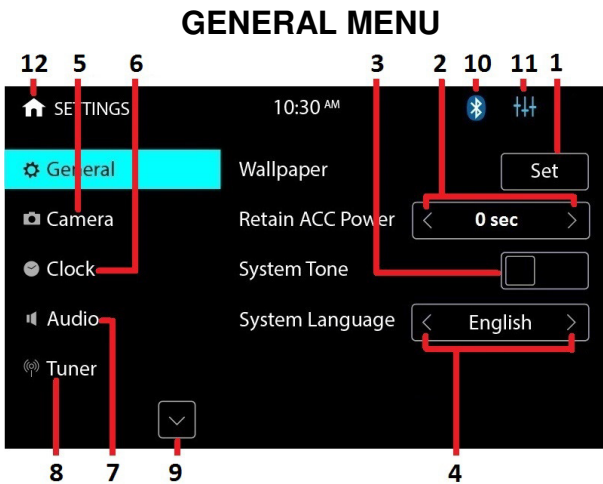 GENERAL MENU
12 5 6 3 2 10 11 1
SETTINGS 10:30 AM
General Wallpaper Set
Camera Retain ACC Power < 0 sec >
Clock System Tone
Audio System Language < English >
Tuner
8 7 9 4